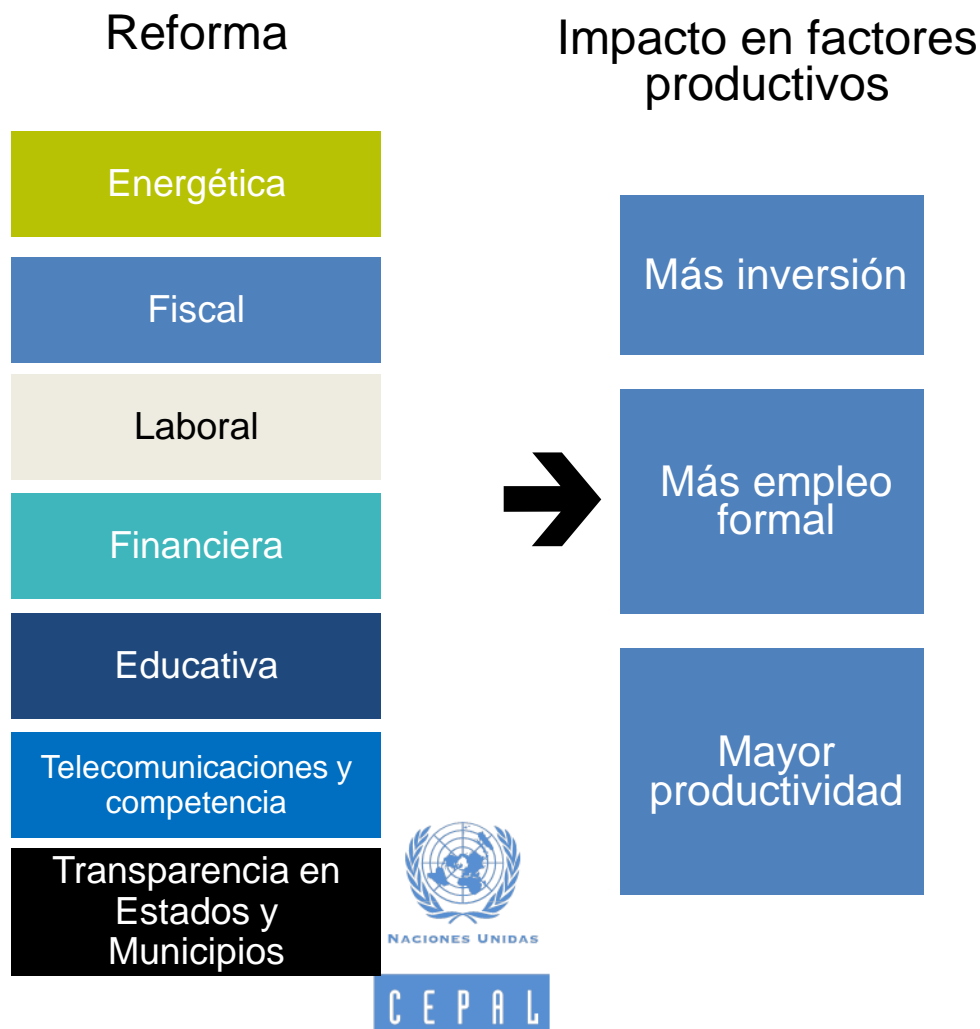 Reforma
Impacto en factores
productivos
Energética
Fiscal
Laboral
Financiera
Educativa
Telecomunicaciones y
competencia
Transparencia en
Estados y
Municipios
Más inversión
Más empleo
formal
Mayor
productividad
NACIONES UNIDAS
CEPAL